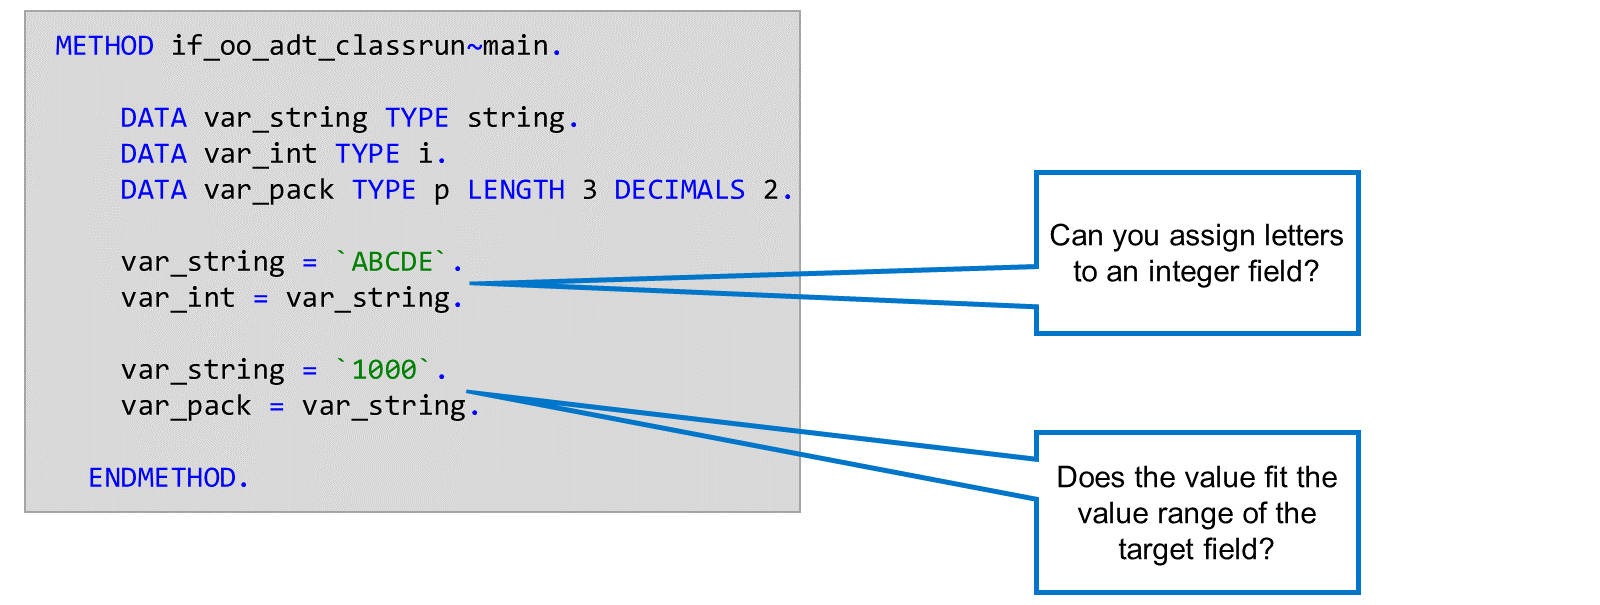 METHOD if_oo_adt_classrun~main.
DATA var_string TYPE string.
DATA var_int TYPE i.
DATA var_pack TYPE p LENGTH 3 DECIMALS 2.
var_string = `ABCDE`.
var_int = var_string.
var_string = `1000`.
var_pack = var_string.
ENDMETHOD.
Can you assign letters
to an integer field?
Does the value fit the
value range of the
target field?